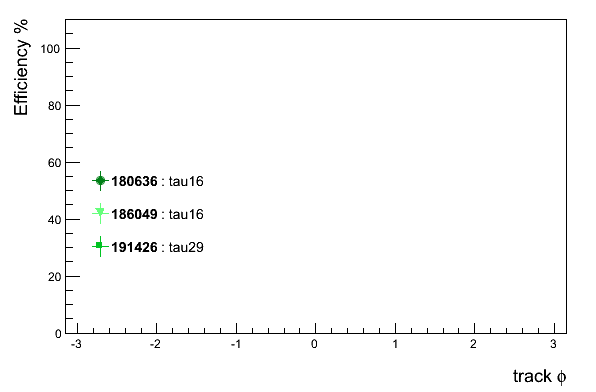 Efficiency %
100
80
60
40
20
0
180636 : tau16
186049 : tau16
191426 : tau29
-3 -2 -1 0 1 2 3
track ϕ